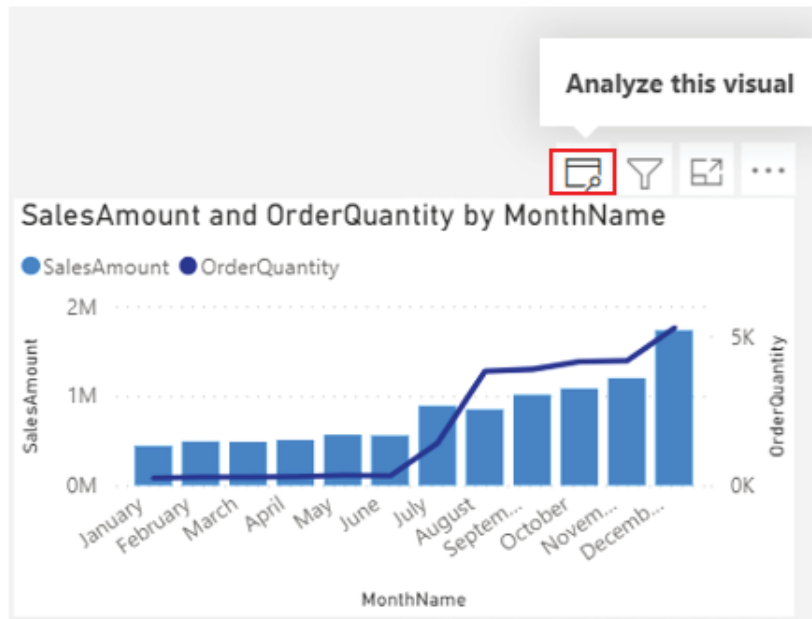 Analyze this visual
SalesAmount and OrderQuantity by MonthName
SalesAmount OrderQuantity
2M
1M
0M
SalesAmount
5K
0K
OrderQuantity
January
February
March
April
May
June
July
August
Septem...
October
Novem...
Decemb...
MonthName